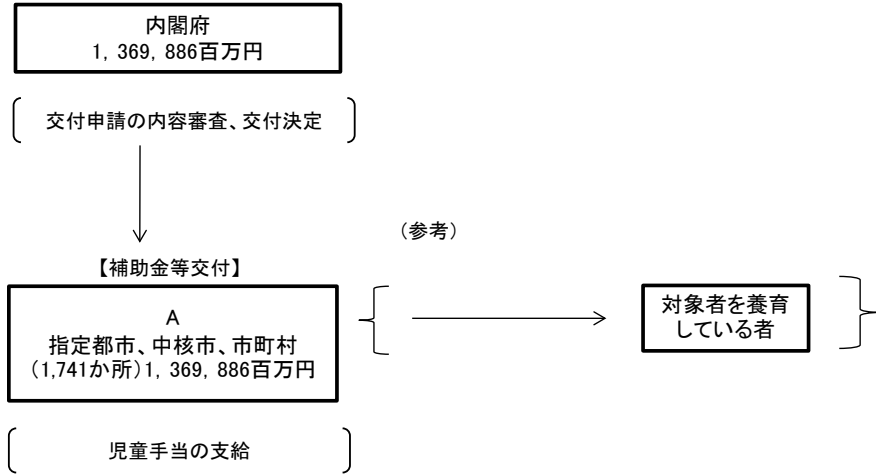 内閣府
1,369,886百万円
交付申請の内容審査、交付決定
（参考）
【補助金等交付】
A
指定都市、中核市、市町村
（1,741か所）1,369,886百万円
対象者を養育
している者
児童手当の支給